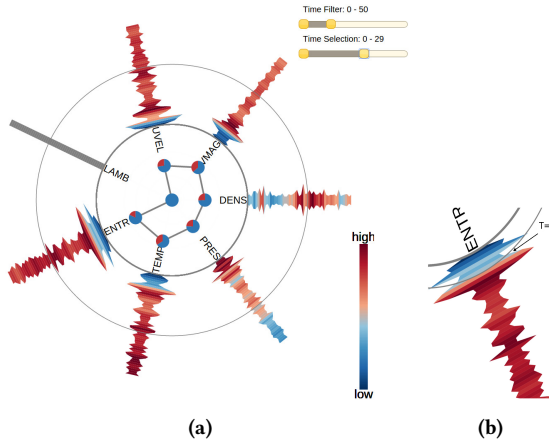 Time Filter: 0 - 50
Time Selection: 0 - 29
UVEL
VMAG
LAMB
DENS
ENTR
TEMP
PRES
high
low
ENTR
T=
(a)
(b)